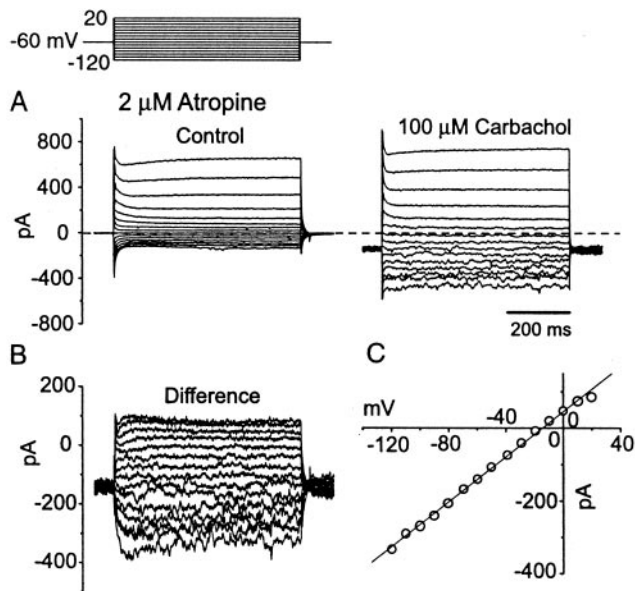 20
-60 mV
-120
A
2 μM Atropine
Control
100 μM Carbachol
800
400
0
-400
-800
pA
200 ms
B
Difference
200
0
-200
-400
pA
C
mV
-40
0
-120
-80
-200
-400
pA